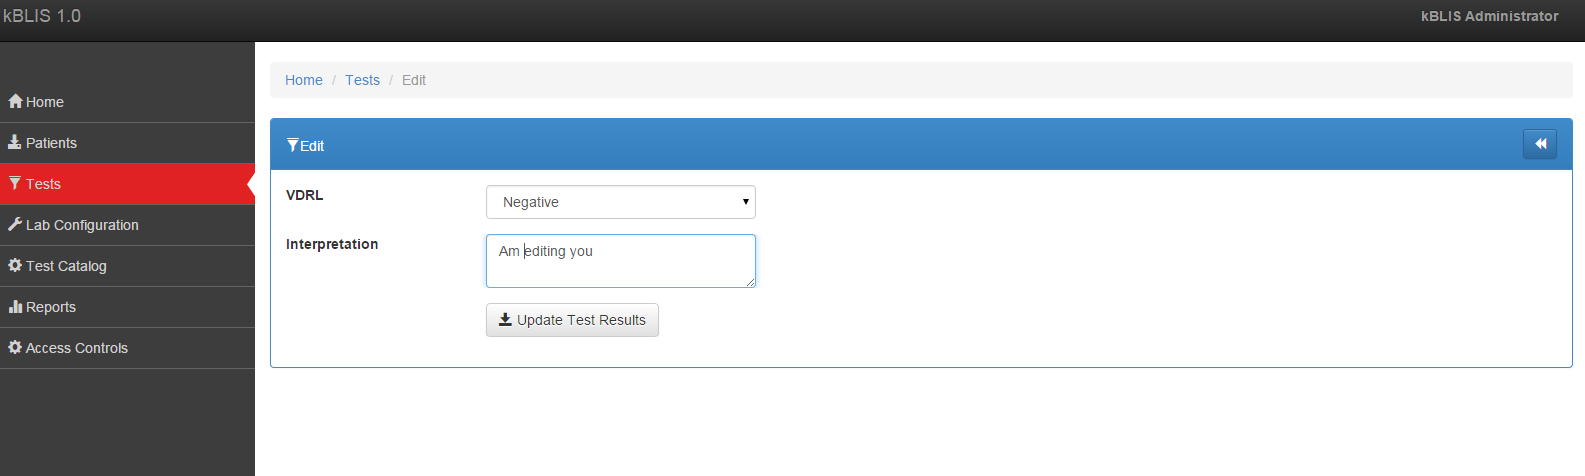 kBLIS 1.0
kBLIS Administrator
Home
Patients
Tests
Lab Configuration
Test Catalog
Reports
Access Controls
Home / Tests / Edit
Edit
VDRL
Negative
Interpretation
Am editing you
Update Test Results